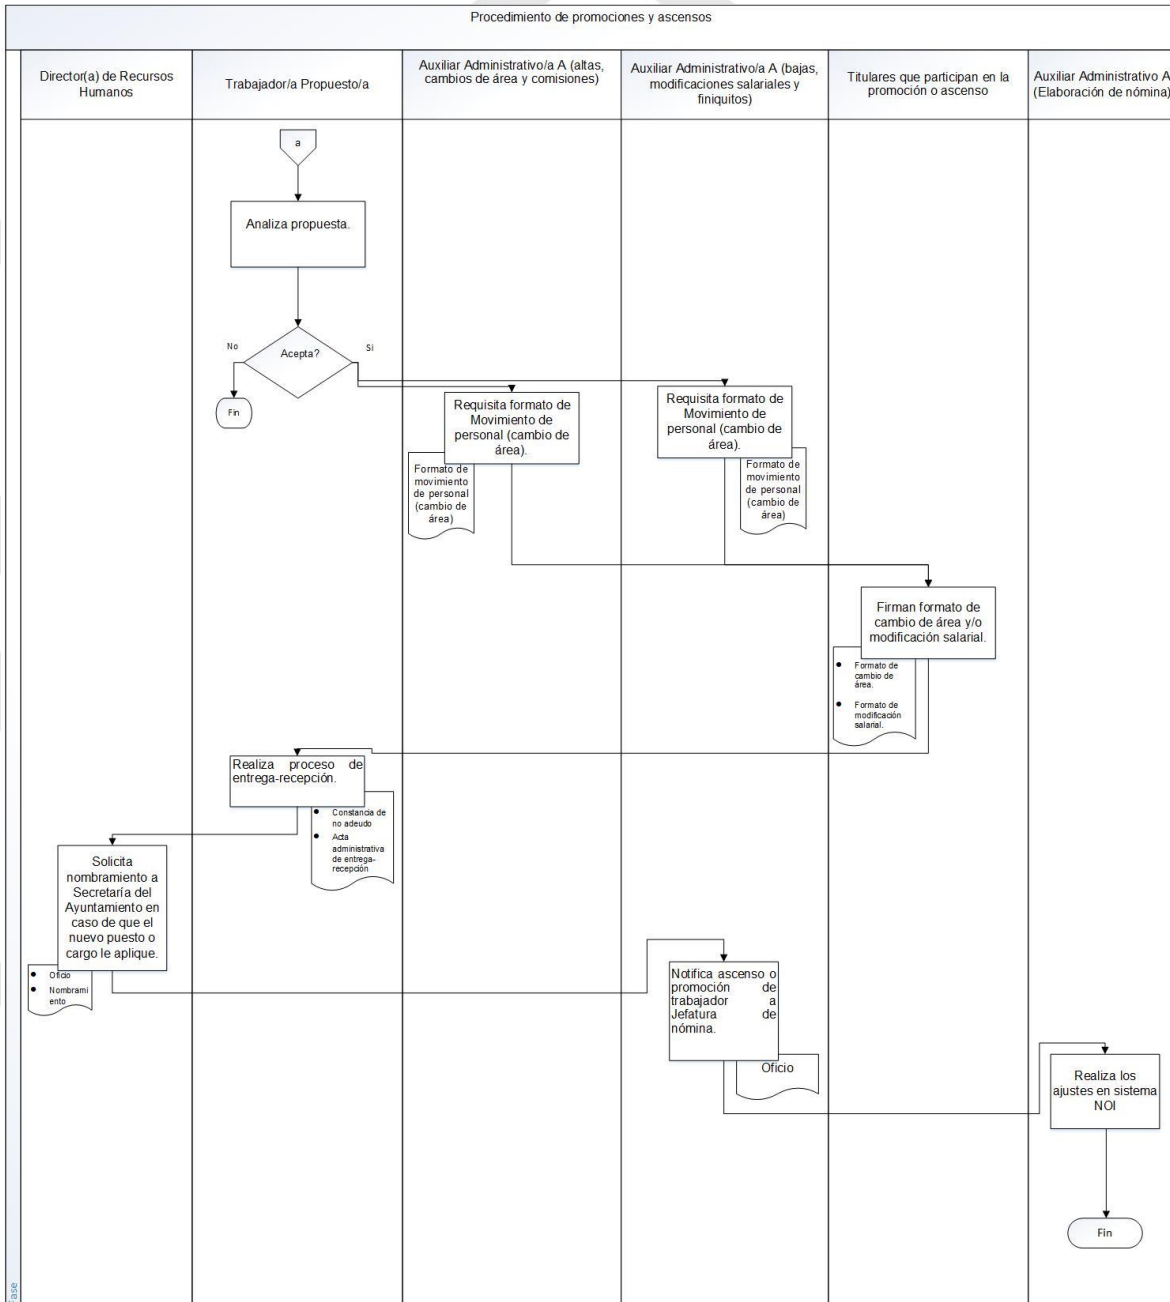 Procedimiento de promociones y ascensos
Director(a) de Recursos
Humanos
Trabajador/a Propuesto/a
Auxiliar Administrativo/a A (altas,
cambios de área y comisiones)
Auxiliar Administrativo/a A (bajas,
modificaciones salariales y
finiquitos)
Titulares que participan en la
promoción o ascenso
Auxiliar Administrativo A
(Elaboración de nómina)
a
Analiza propuesta.
Acepta?
No
Si
Fin
Requisita formato de
Movimiento de
personal (cambio de
área).
Formato de
movimiento
de personal
(cambio de
área)
Requisita formato de
Movimiento de
personal (cambio de
área).
Formato de
movimiento
de personal
(cambio de
área)
Firman formato de
cambio de área y/o
modificación salarial.
● Formato de
cambio de
área.
● Formato de
modificación
salarial.
Realiza proceso de
entrega-recepción.
● Constancia de
no adeudo
● Acta
administrativa
de entrega-
recepción
Solicita
nombramiento a
Secretaría del
Ayuntamiento en
caso de que el
nuevo puesto o
cargo le aplique.
● Oficio
● Nombrami
ento
Notifica ascenso o
promoción de
trabajador a
Jefatura de
nómina.
Oficio
Realiza los
ajustes en sistema
NOI
Fin